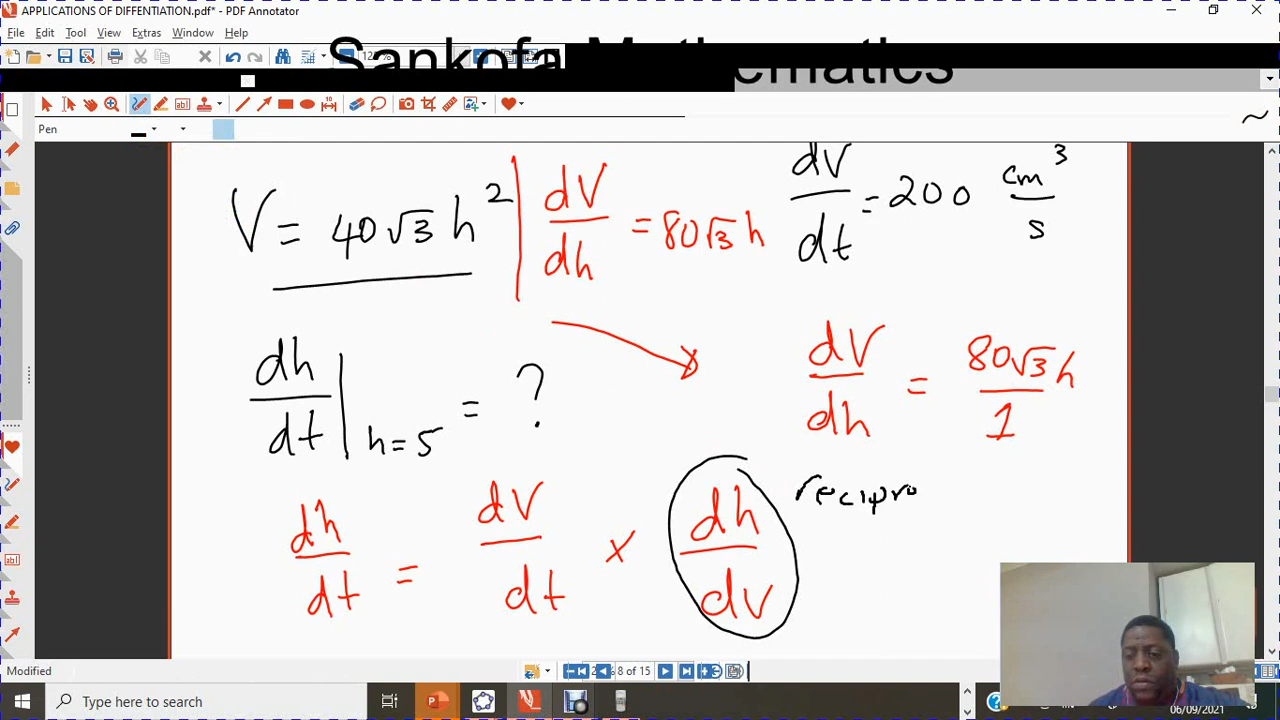 APPLICATIONS OF DIFFENTIATION.pdf* - PDF Annotator
File Edit Tool View Extras Window Help
Sankofa Mathematics
Pen
V = 40√3 h² | dV/dh = 80√3 h
dV/dt = 200 cm³/s
dh/dt | h=5 = ?
dV/dh = 80√3 h/1
dh/dt = dV/dt × dh/dv
recipro
Modified
8 of 15
Type here to search
06/09/2021